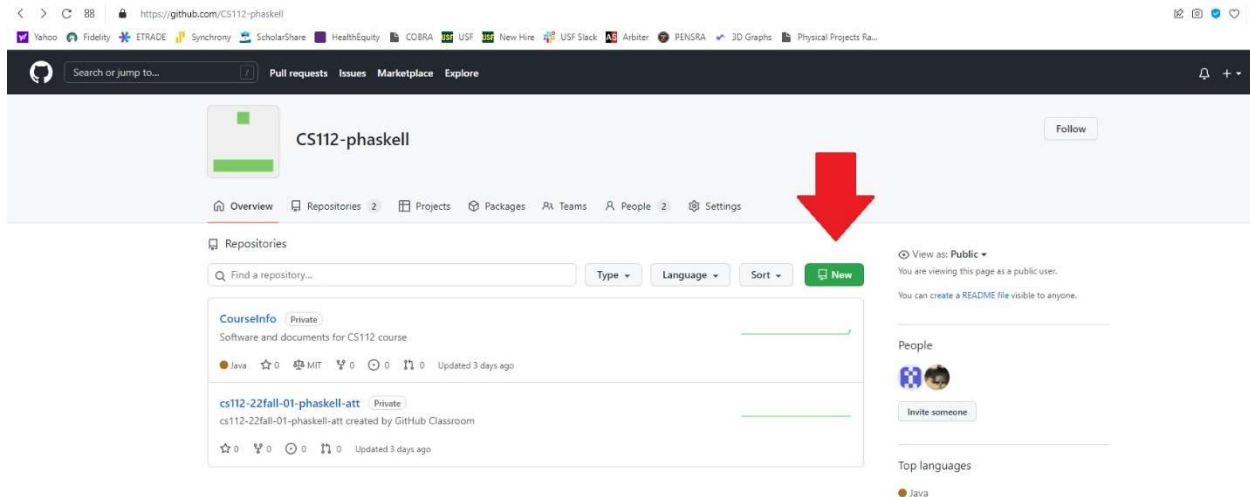 88 https://github.com/CS112-phaskell
Yahoo Fidelity ETRADE Synchrony ScholarShare HealthEquity COBRA USF USF USF New Hire USF Slack AS Arbiter PENSRA 3D Graphs Physical Projects Ra...
Search or jump to... / Pull requests Issues Marketplace Explore
CS112-phaskell
Follow
Overview Repositories 2 Projects Packages Teams People 2 Settings
Repositories
Find a repository... Type Language Sort New
CourseInfo Private
Software and documents for CS112 course
Java 0 MIT 0 0 0 Updated 3 days ago
cs112-22fall-01-phaskell-att Private
cs112-22fall-01-phaskell-att created by GitHub Classroom
0 0 0 0 Updated 3 days ago
View as: Public
You are viewing this page as a public user.
You can create a README file visible to anyone.
People
Invite someone
Top languages
Java